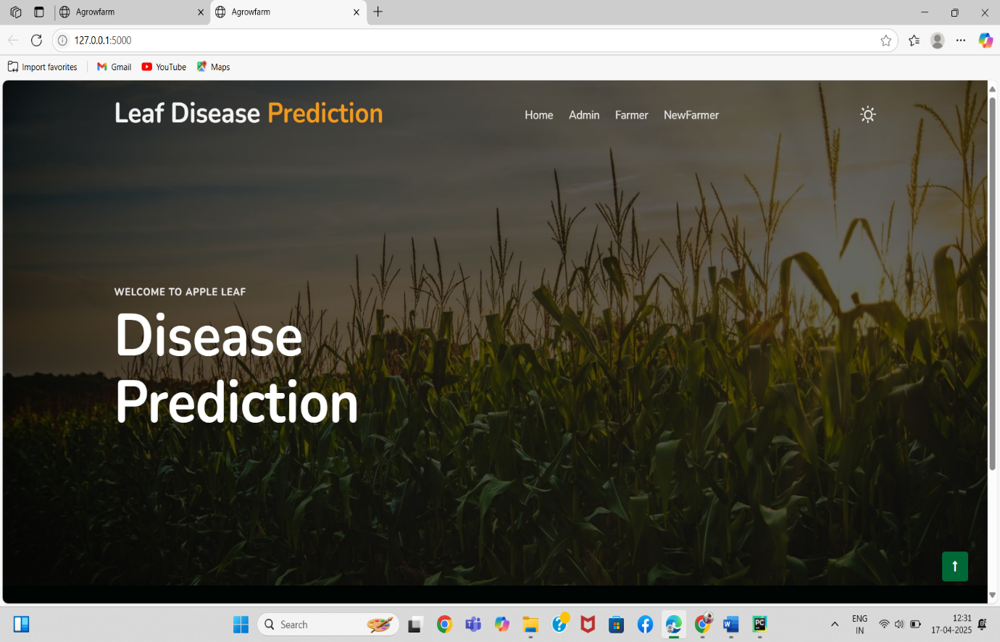 Agrowfarm
Agrowfarm
127.0.0.1:5000
Import favorites
Gmail
YouTube
Maps
Leaf Disease Prediction
Home
Admin
Farmer
NewFarmer
WELCOME TO APPLE LEAF
Disease
Prediction
Search
PC
ENG
IN
12:31
17-04-2025